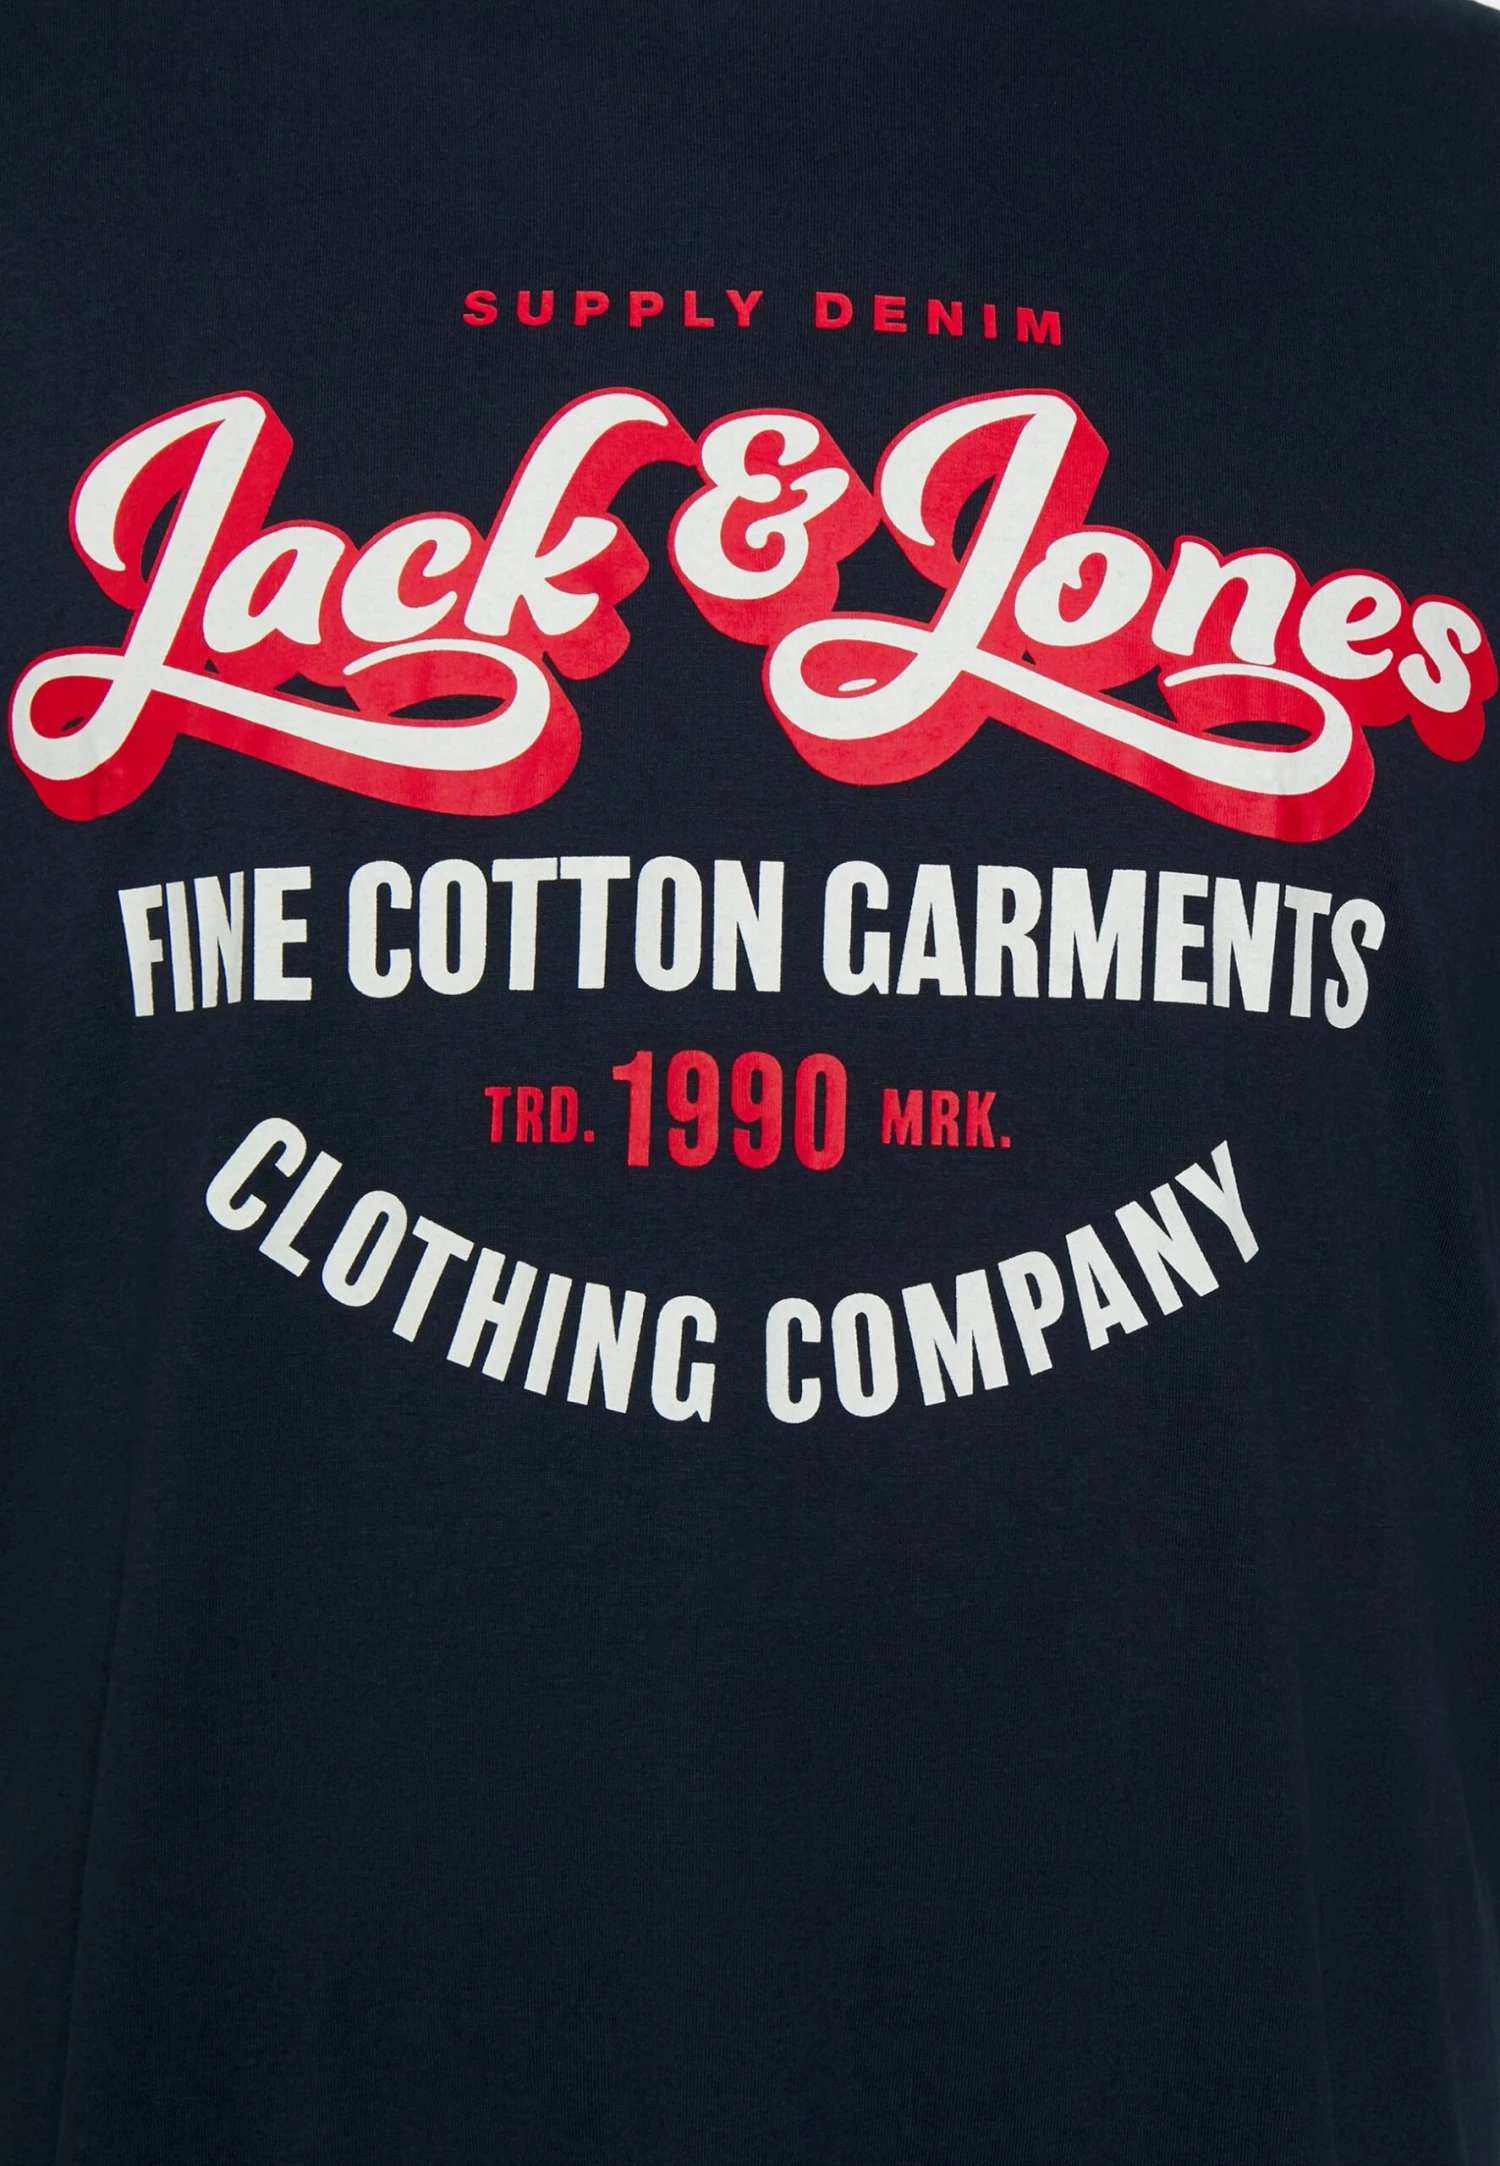 SUPPLY DENIM
Jack & Jones
FINE COTTON GARMENTS
TRD. 1990 MRK.
CLOTHING COMPANY